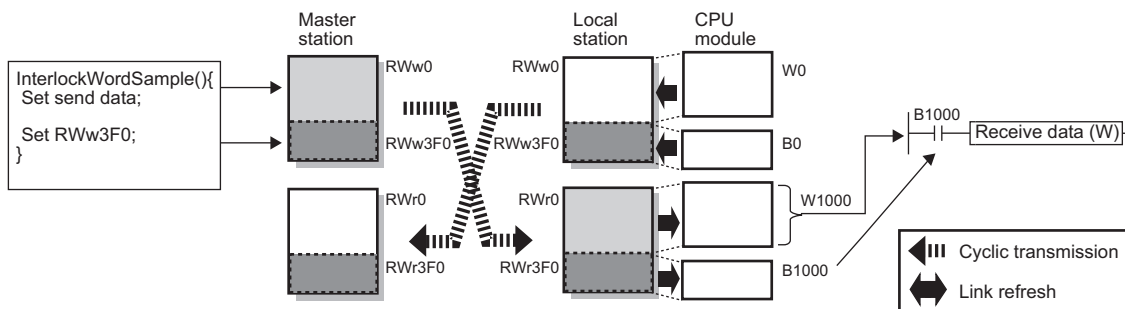 Master
station
Local
station
CPU
module
InterlockWordSample(){
Set send data;
Set RWw3F0;
}
RWw0
RWw0
W0
RWw3F0
RWw3F0
B0
RWr0
RWr0
W1000
RWr3F0
RWr3F0
B1000
B1000
Receive data (W)
Cyclic transmission
Link refresh